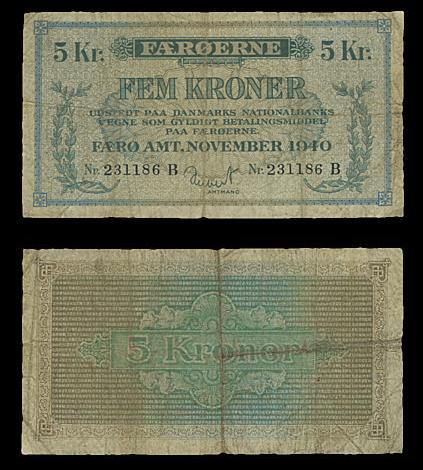 5 Kr. FÆRØERNE 5 Kr.
FEM KRONER
UDSTEDT PAA DANMARKS NATIONALBANKS
VEGNE SOM GYLDIGT BETALINGSMIDDEL
PAA FÆRØERNE.
FÆRØ AMT, NOVEMBER 1940
Nr. 231186 B Nr. 231186 B
AMTMAND
5 Kronor